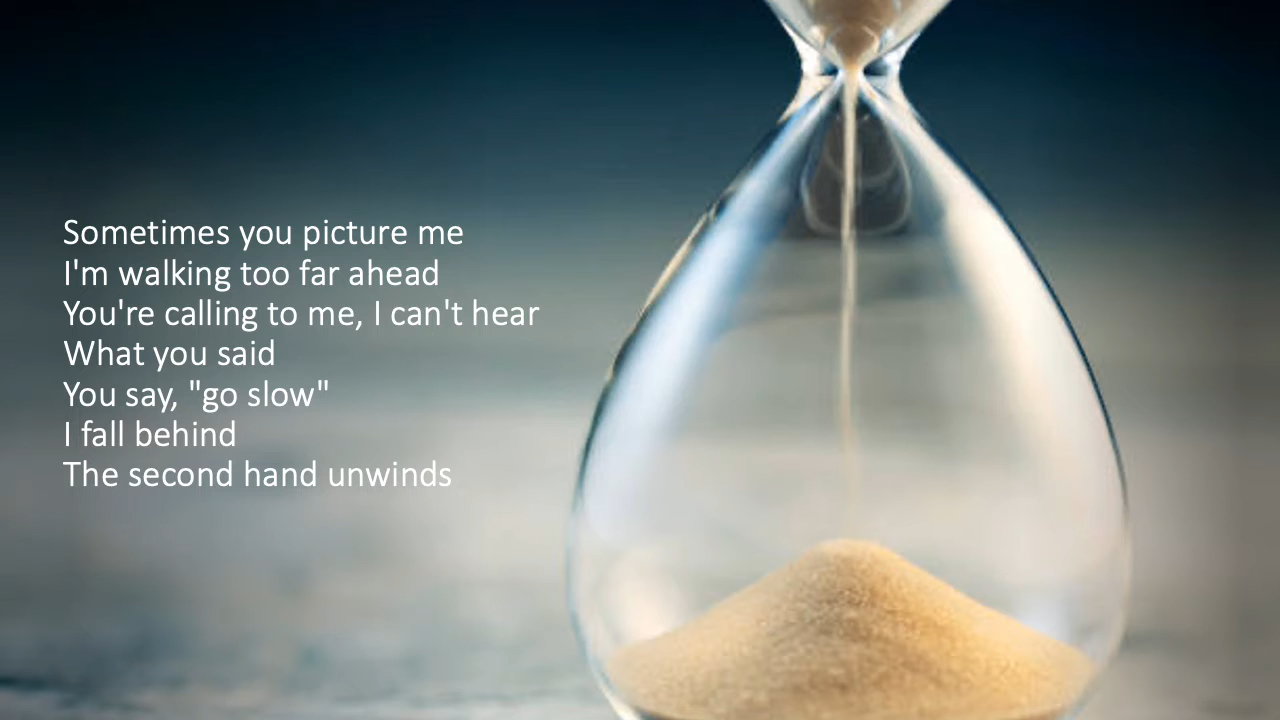 Sometimes you picture me
I'm walking too far ahead
You're calling to me, I can't hear
What you said
You say, "go slow"
I fall behind
The second hand unwinds